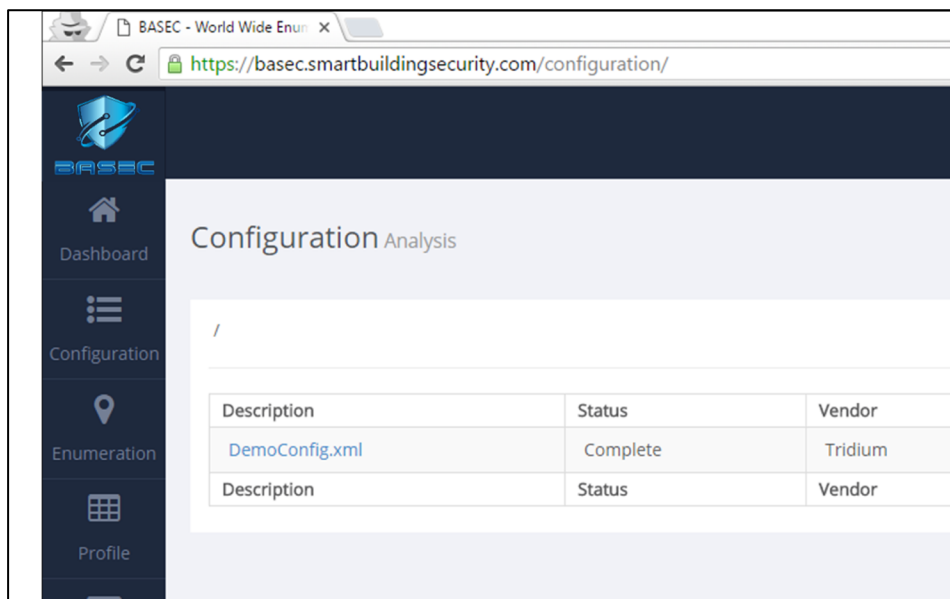 BASEC - World Wide Enum
https://basec.smartbuildingsecurity.com/configuration/
BASEC
Dashboard
Configuration
Enumeration
Profile
Configuration Analysis
/
Description Status Vendor
DemoConfig.xml Complete Tridium
Description Status Vendor